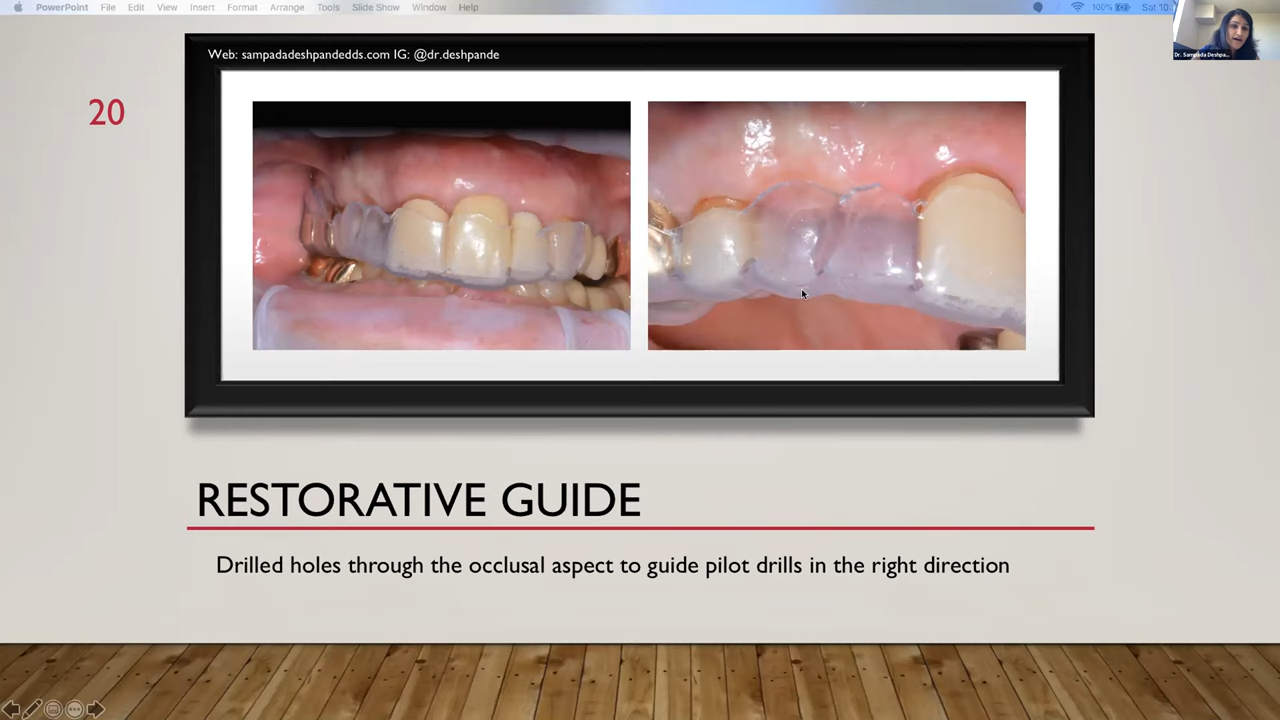 PowerPoint File Edit View Insert Format Arrange Tools Slide Show Window Help 100% Sat 10
Dr. Sampada Deshpa...
Web: sampadadeshpandedds.com IG: @dr.deshpande
20
RESTORATIVE GUIDE
Drilled holes through the occlusal aspect to guide pilot drills in the right direction